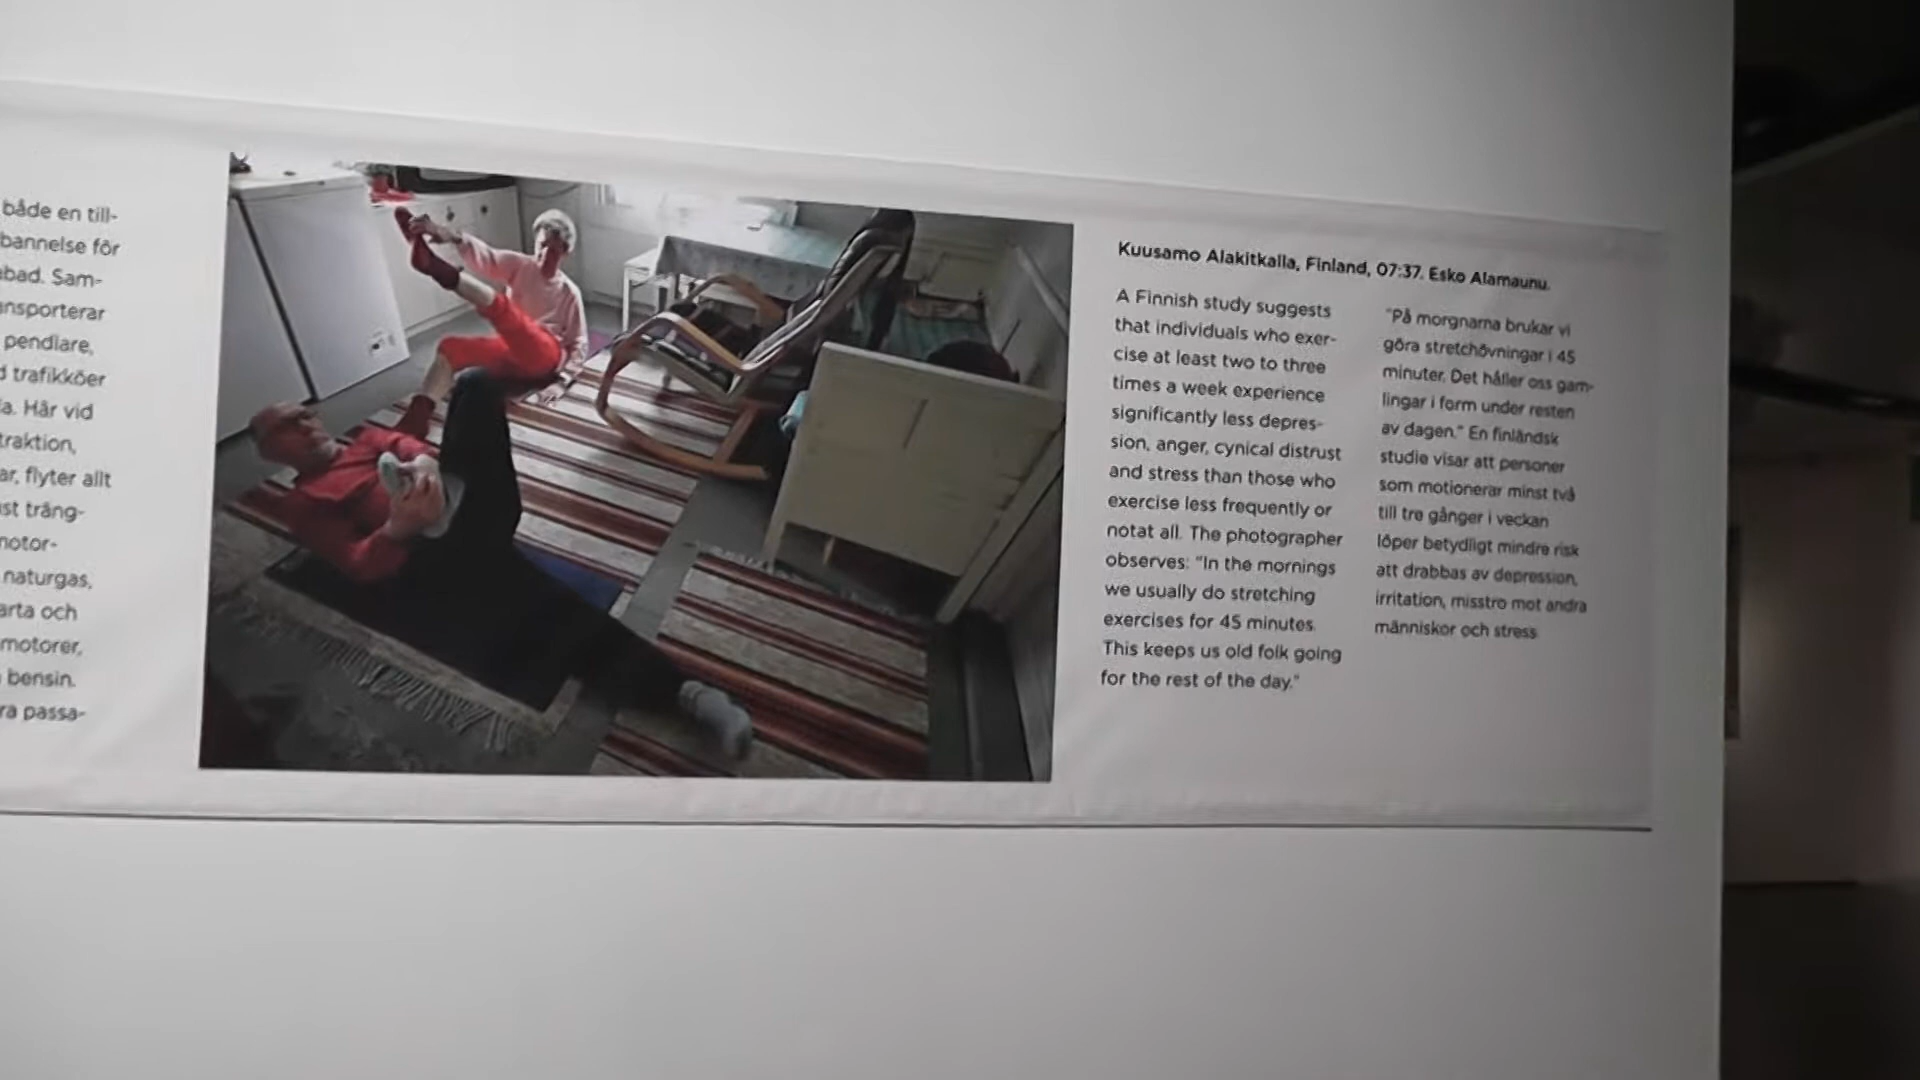 både en till-
bannelse för
abad. Sam-
ansporterar
pendlare,
d trafikköer
la. Här vid
traktion,
ar, flyter allt
st träng-
motor-
naturgas,
arta och
motorer,
bensin.
ra passa-
Kuusamo Alakitkalla, Finland, 07:37. Esko Alamaunu.
A Finnish study suggests
that individuals who exer-
cise at least two to three
times a week experience
significantly less depres-
sion, anger, cynical distrust
and stress than those who
exercise less frequently or
notat all. The photographer
observes: "In the mornings
we usually do stretching
exercises for 45 minutes.
This keeps us old folk going
for the rest of the day."
"På morgnarna brukar vi
göra stretchövningar i 45
minuter. Det håller oss gam-
lingar i form under resten
av dagen." En finländsk
studie visar att personer
som motionerar minst två
till tre gånger i veckan
löper betydligt mindre risk
att drabbas av depression,
irritation, misstro mot andra
människor och stress.